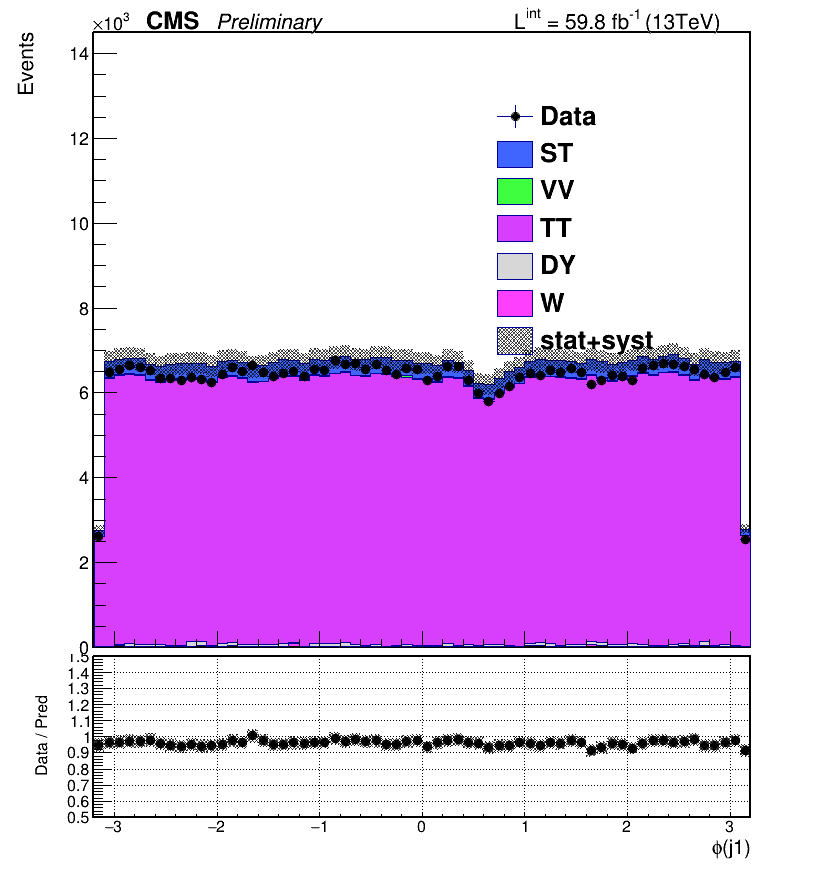 ×10³ CMS Preliminary L^int = 59.8 fb⁻¹ (13TeV)
Events
14
12
10
8
6
4
2
0
Data
ST
VV
TT
DY
W
stat+syst
Data / Pred
1.5
1.4
1.3
1.2
1.1
1
0.9
0.8
0.7
0.6
0.5
−3 −2 −1 0 1 2 3
ϕ(j1)